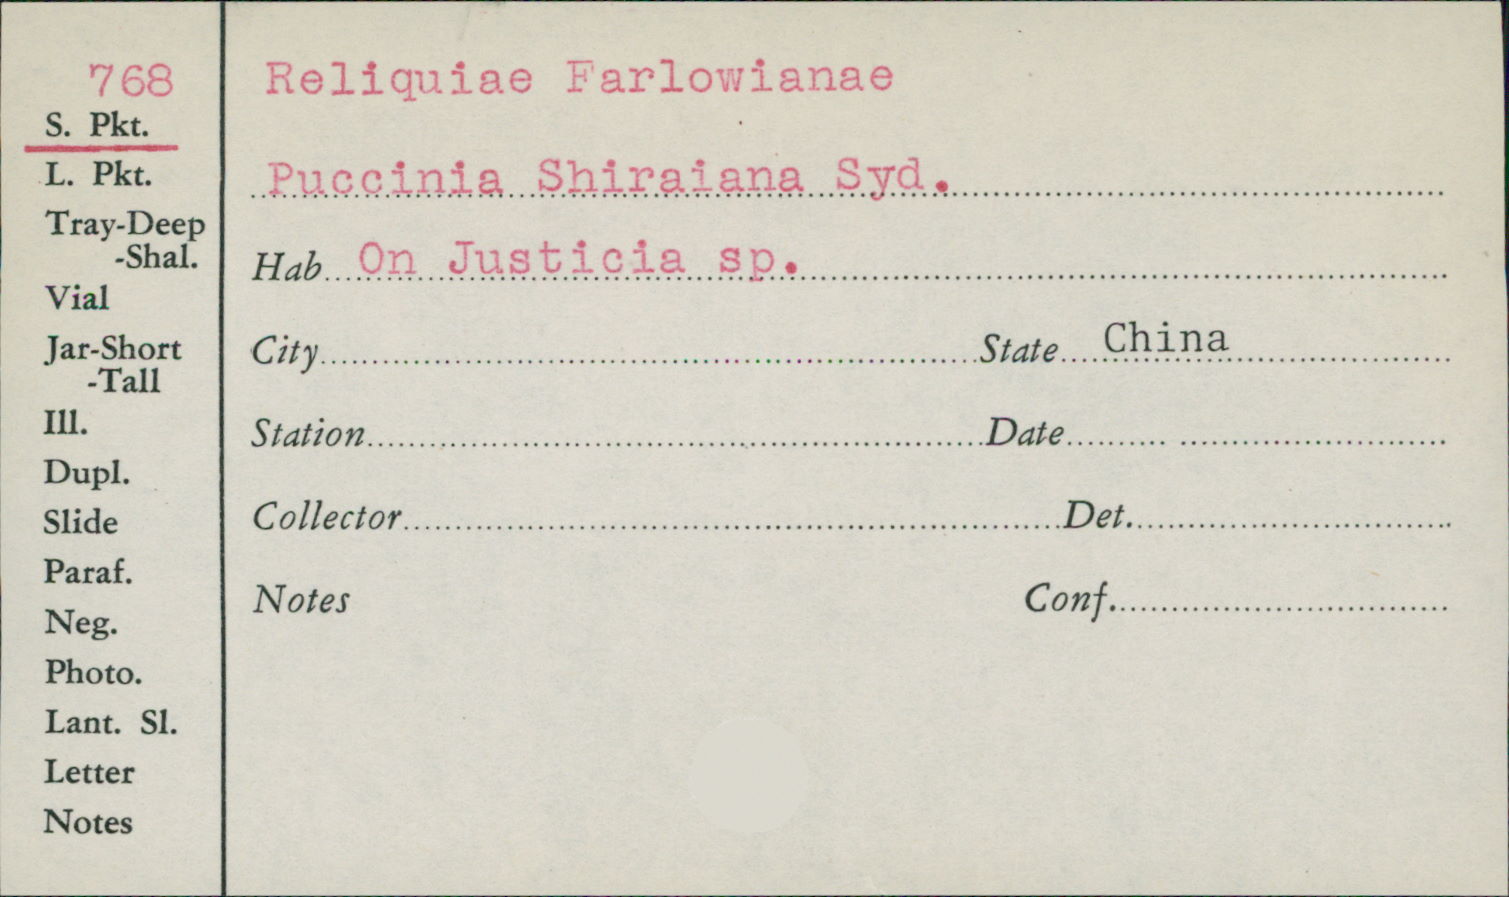 768
S. Pkt.
L. Pkt.
Tray-Deep
-Shal.
Vial
Jar-Short
-Tall
Ill.
Dupl.
Slide
Paraf.
Neg.
Photo.
Lant. Sl.
Letter
Notes
Reliquiae Farlowianae
Puccinia Shiraiana Syd.
Hab On Justicia sp.
City State China
Station Date
Collector Det.
Notes Conf.